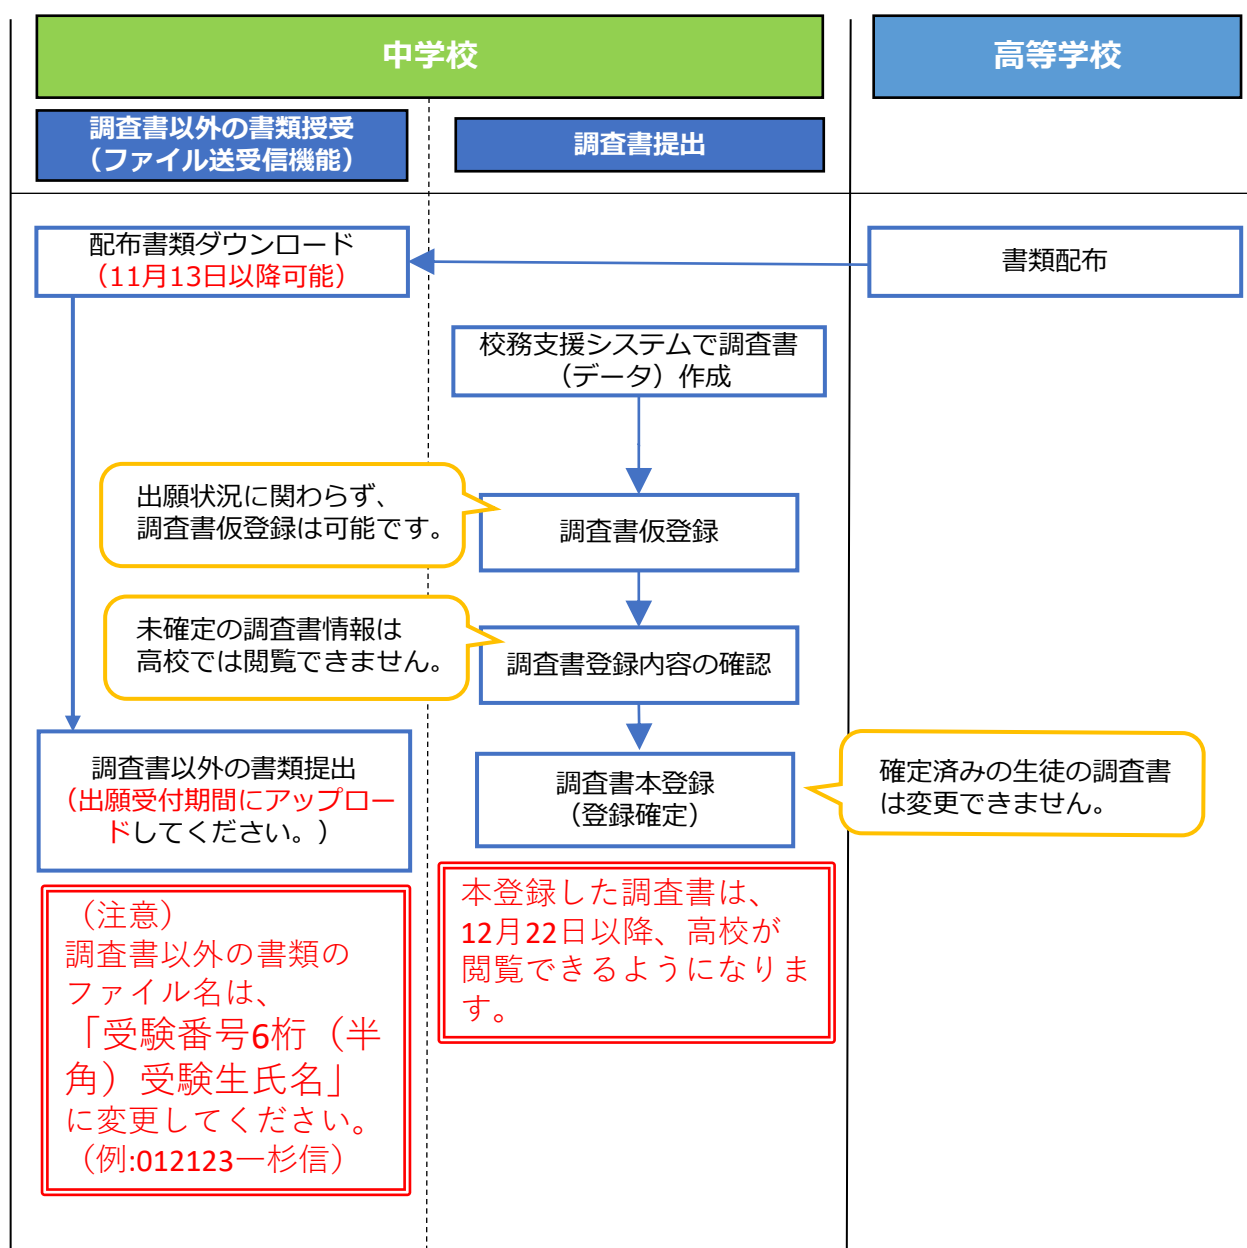 中学校
高等学校
調査書以外の書類授受
（ファイル送受信機能）
調査書提出
配布書類ダウンロード
（11月13日以降可能）
書類配布
校務支援システムで調査書
（データ）作成
出願状況に関わらず、
調査書仮登録は可能です。
調査書仮登録
未確定の調査書情報は
高校では閲覧できません。
調査書登録内容の確認
調査書以外の書類提出
（出願受付期間にアップロー
ドしてください。）
調査書本登録
（登録確定）
確定済みの生徒の調査書
は変更できません。
（注意）
調査書以外の書類の
ファイル名は、
「受験番号6桁（半
角）受験生氏名」
に変更してください。
（例:012123一杉信）
本登録した調査書は、
12月22日以降、高校が
閲覧できるようになりま
す。